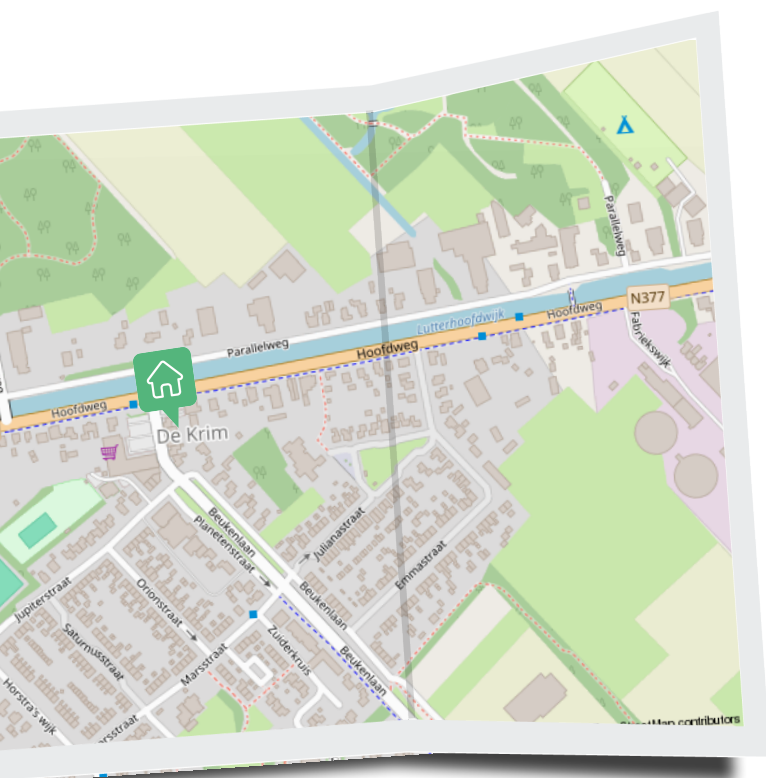 Parallelweg
N377
Lutterhoofdwijk
Hoofdweg
Parallelweg
Hoofdweg
Fabriekswijk
Hoofdweg
De Krim
Beukenlaan
Planetenstraat
Julianastraat
Emmastraat
Jupiterstraat
Orionstraat
Beukenlaan
Saturnusstraat
Marsstraat
Zuiderkruis
Beukenlaan
Horstra's wijk
contributors